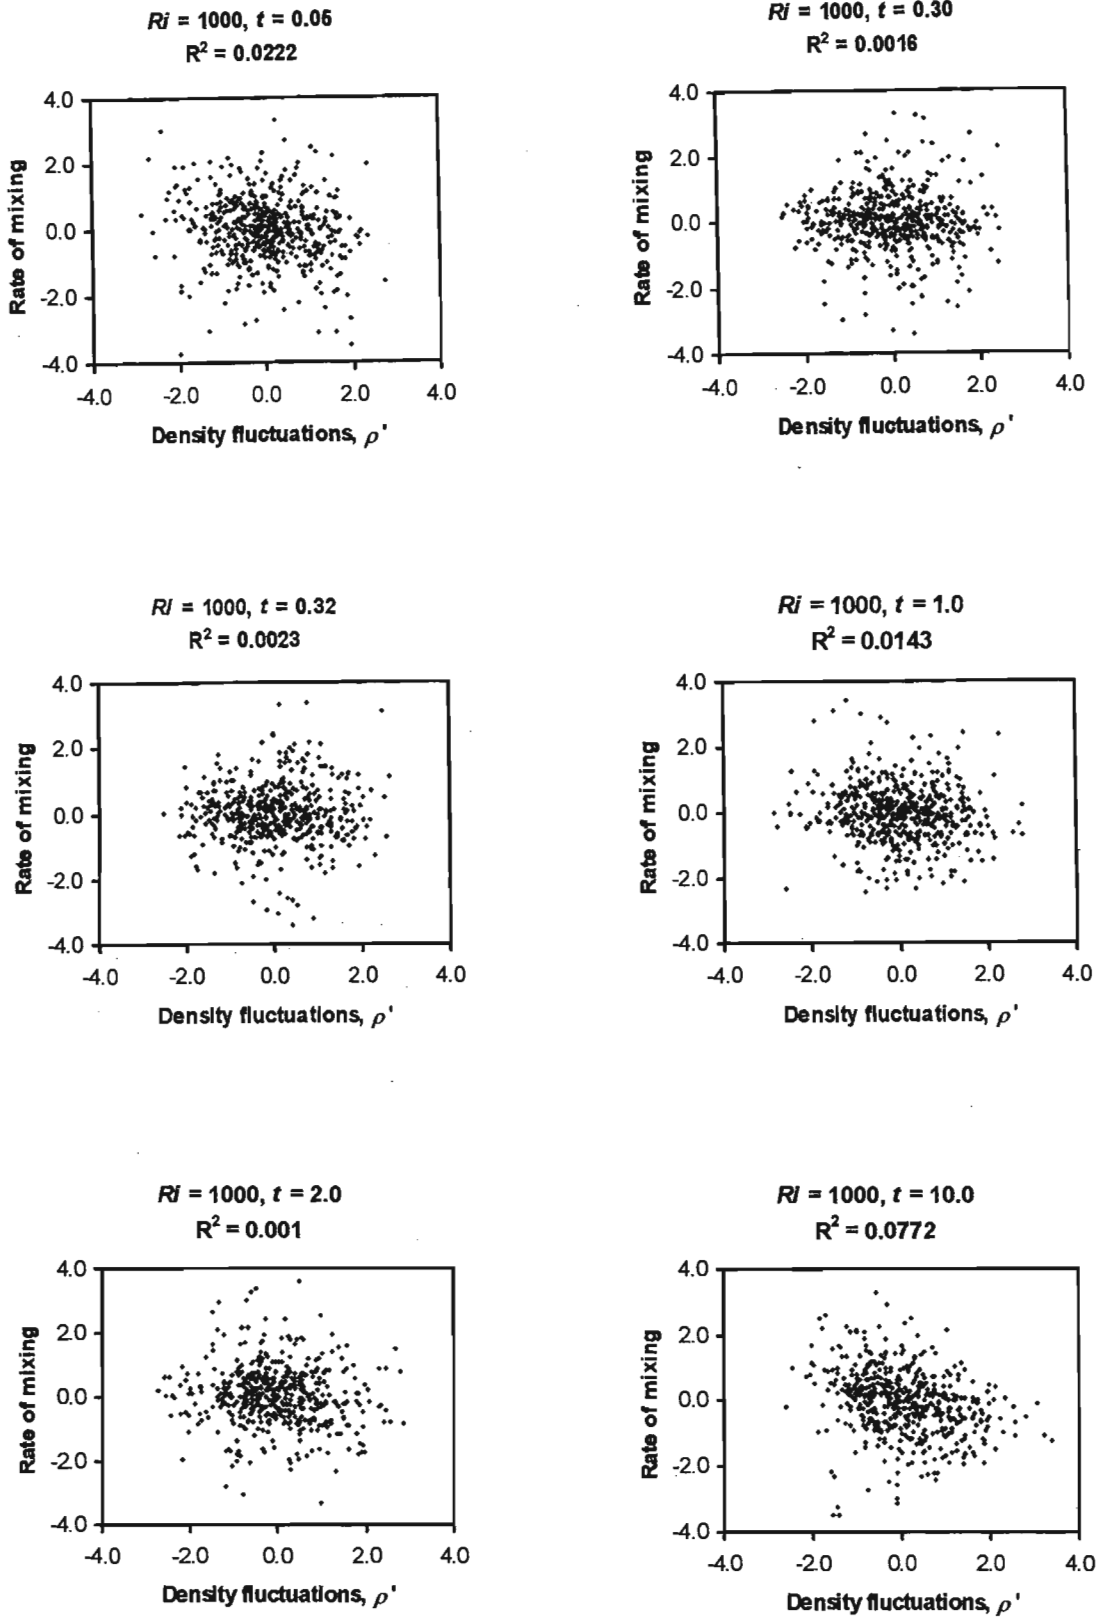 Ri = 1000, t = 0.05
R² = 0.0222
4.0
2.0
0.0
-2.0
-4.0
Rate of mixing
-4.0 -2.0 0.0 2.0 4.0
Density fluctuations, ρ'
Ri = 1000, t = 0.30
R² = 0.0016
4.0
2.0
0.0
-2.0
-4.0
Rate of mixing
-4.0 -2.0 0.0 2.0 4.0
Density fluctuations, ρ'
Ri = 1000, t = 0.32
R² = 0.0023
4.0
2.0
0.0
-2.0
-4.0
Rate of mixing
-4.0 -2.0 0.0 2.0 4.0
Density fluctuations, ρ'
Ri = 1000, t = 1.0
R² = 0.0143
4.0
2.0
0.0
-2.0
-4.0
Rate of mixing
-4.0 -2.0 0.0 2.0 4.0
Density fluctuations, ρ'
Ri = 1000, t = 2.0
R² = 0.001
4.0
2.0
0.0
-2.0
-4.0
Rate of mixing
-4.0 -2.0 0.0 2.0 4.0
Density fluctuations, ρ'
Ri = 1000, t = 10.0
R² = 0.0772
4.0
2.0
0.0
-2.0
-4.0
Rate of mixing
-4.0 -2.0 0.0 2.0 4.0
Density fluctuations, ρ'